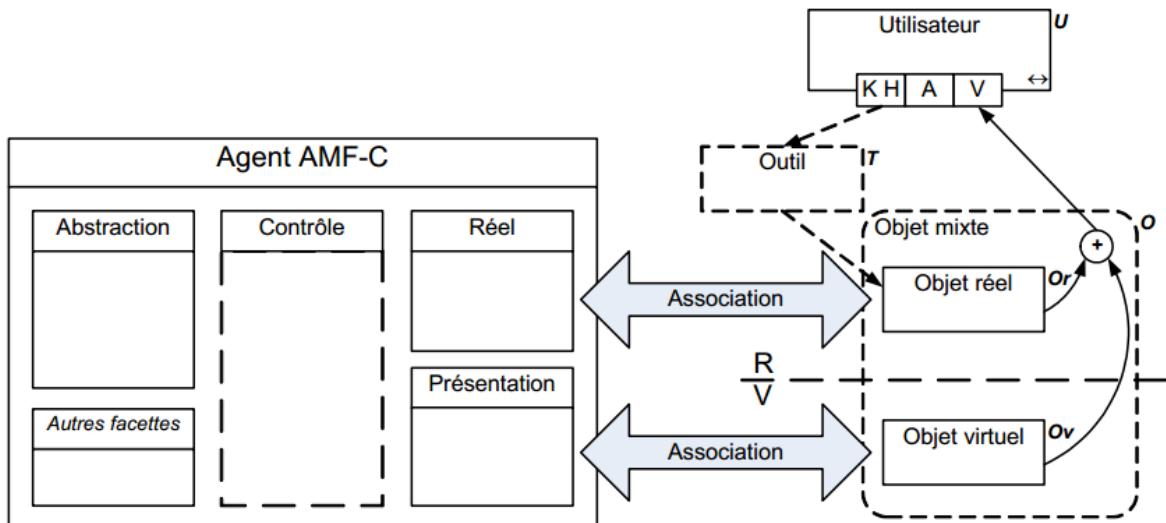 Utilisateur
U
K H
A
V
↔
Agent AMF-C
Outil
T
Abstraction
Contrôle
Réel
Objet mixte
O
+
Objet réel
Or
Association
R
V
Présentation
Autres facettes
Objet virtuel
Ov
Association